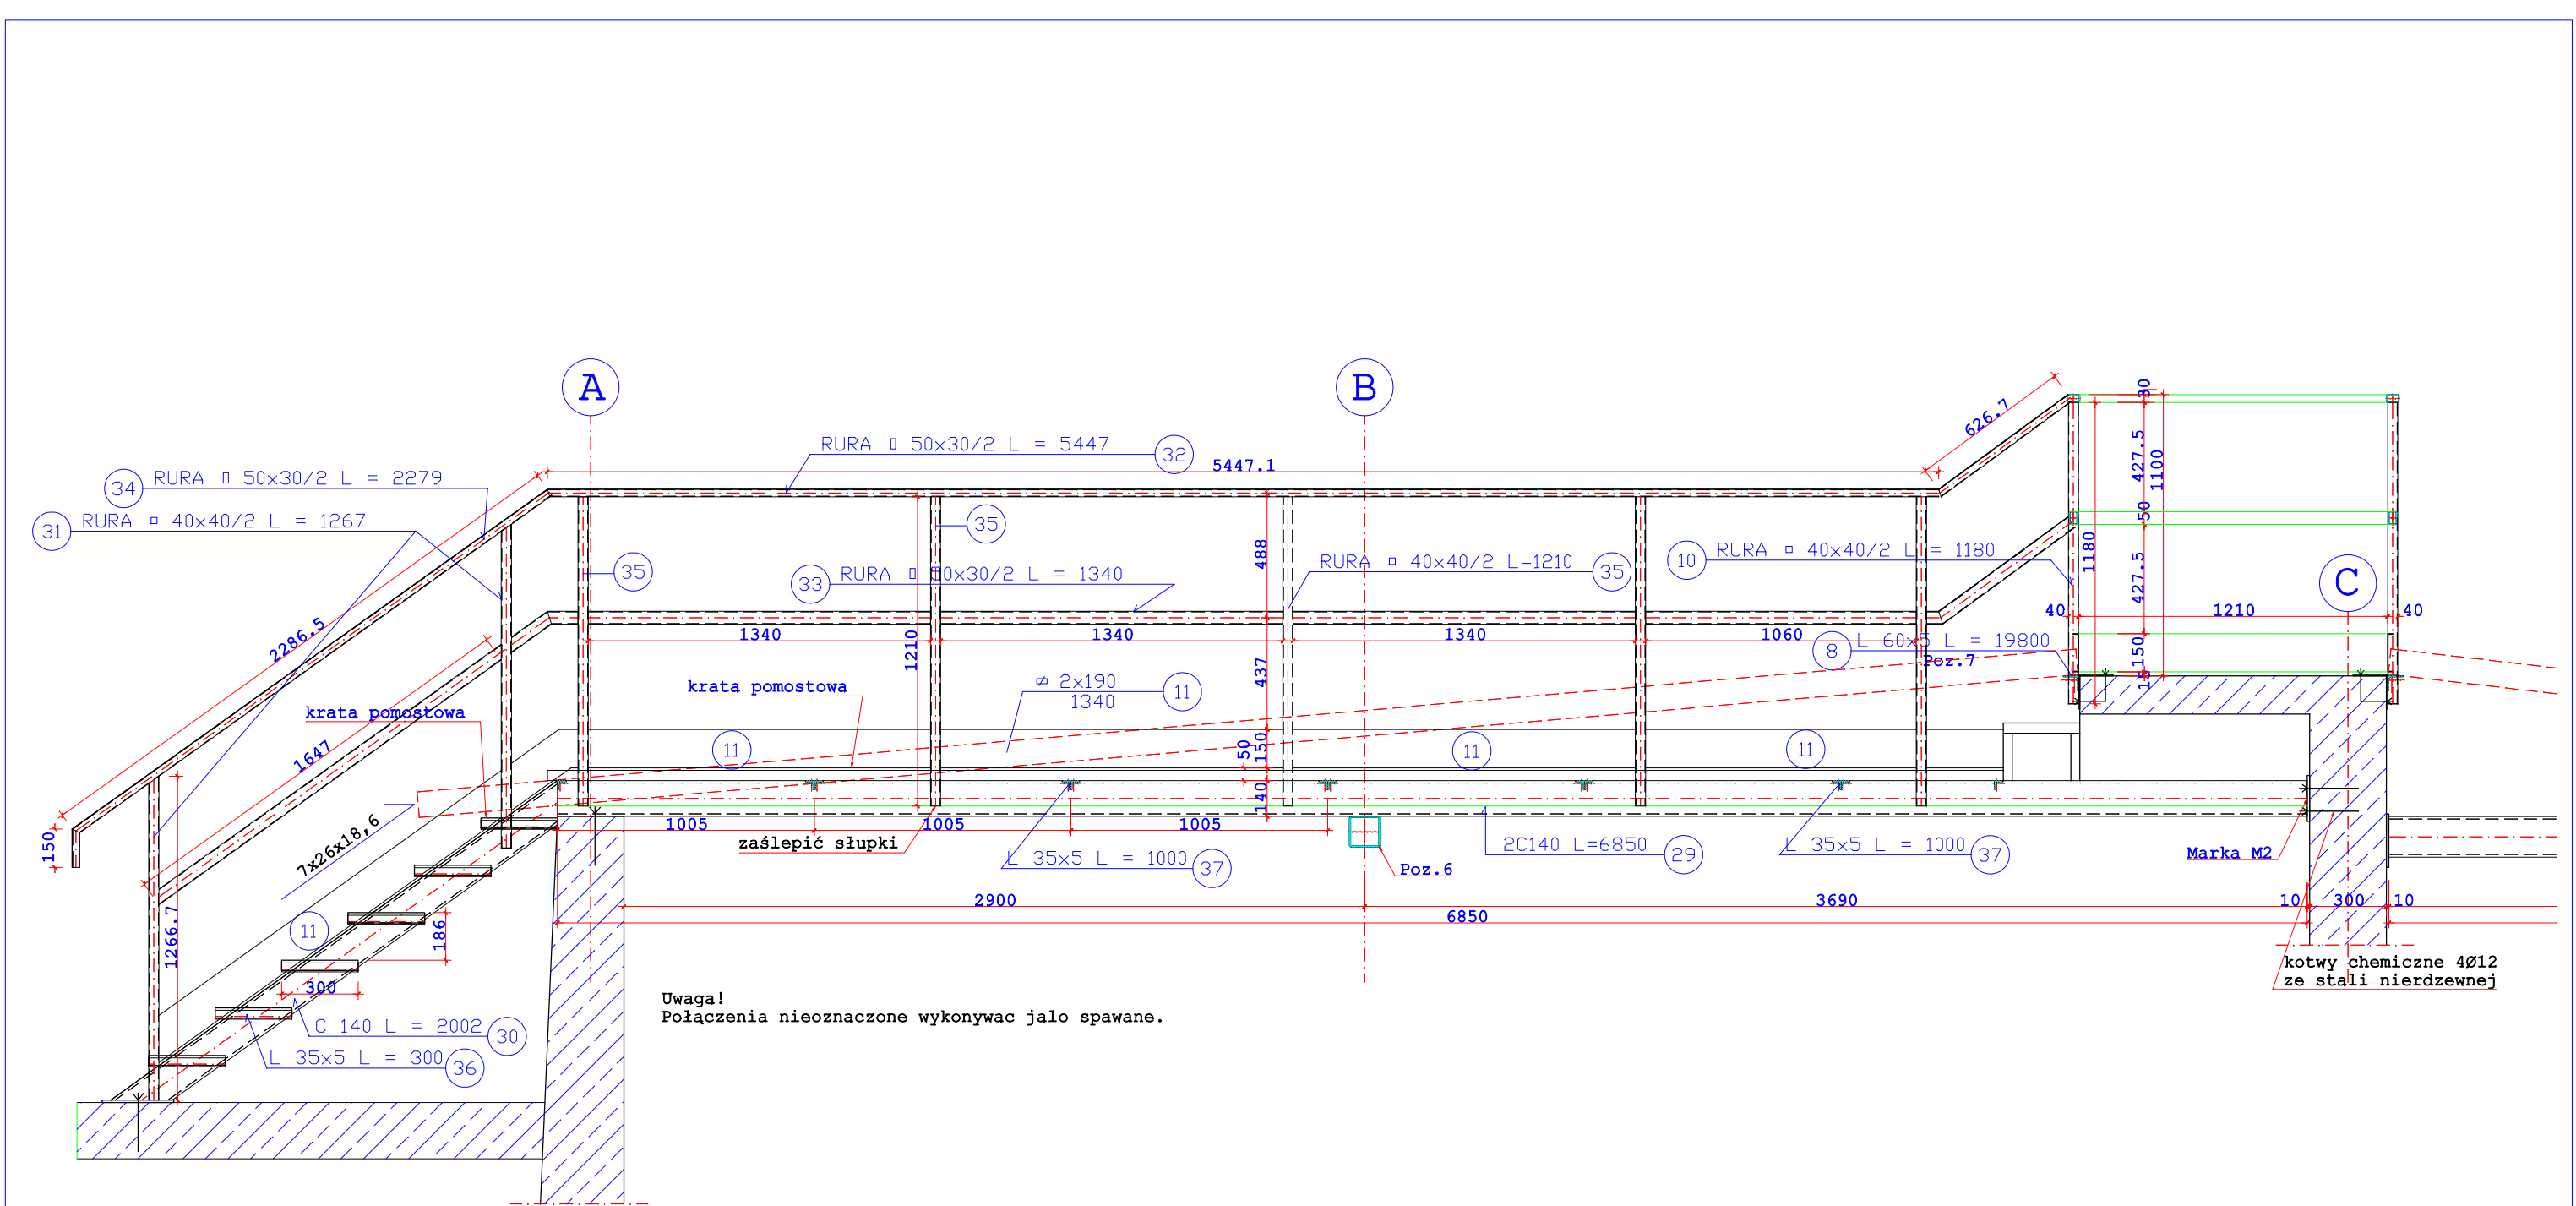 A
B
C
30
626.7
427.5
1100
RURA ▯ 50x30/2 L = 5447
32
5447.1
34
RURA ▯ 50x30/2 L = 2279
31
RURA □ 40x40/2 L = 1267
50
35
488
RURA □ 40x40/2 L=1210
35
10
RURA □ 40x40/2 L = 1180
1180
35
33
RURA ▯ 50x30/2 L = 1340
427.5
40
1210
40
2286.5
1340
1340
1340
1060
1210
8
L 60x5 L = 19800
Poz.7
150
15
437
krata pomostowa
2x190
1340
11
krata pomostowa
1647
11
50
150
11
11
140
7x26x18,6
150
1005
1005
1005
zaślepić słupki
L 35x5 L = 1000
37
Poz.6
2C140 L=6850
29
L 35x5 L = 1000
37
Marka M2
2900
3690
10
300
10
6850
1266.7
11
186
300
kotwy chemiczne 4Ø12
ze stali nierdzewnej
Uwaga!
Połączenia nieoznaczone wykonywac jalo spawane.
C 140 L = 2002
30
L 35x5 L = 300
36